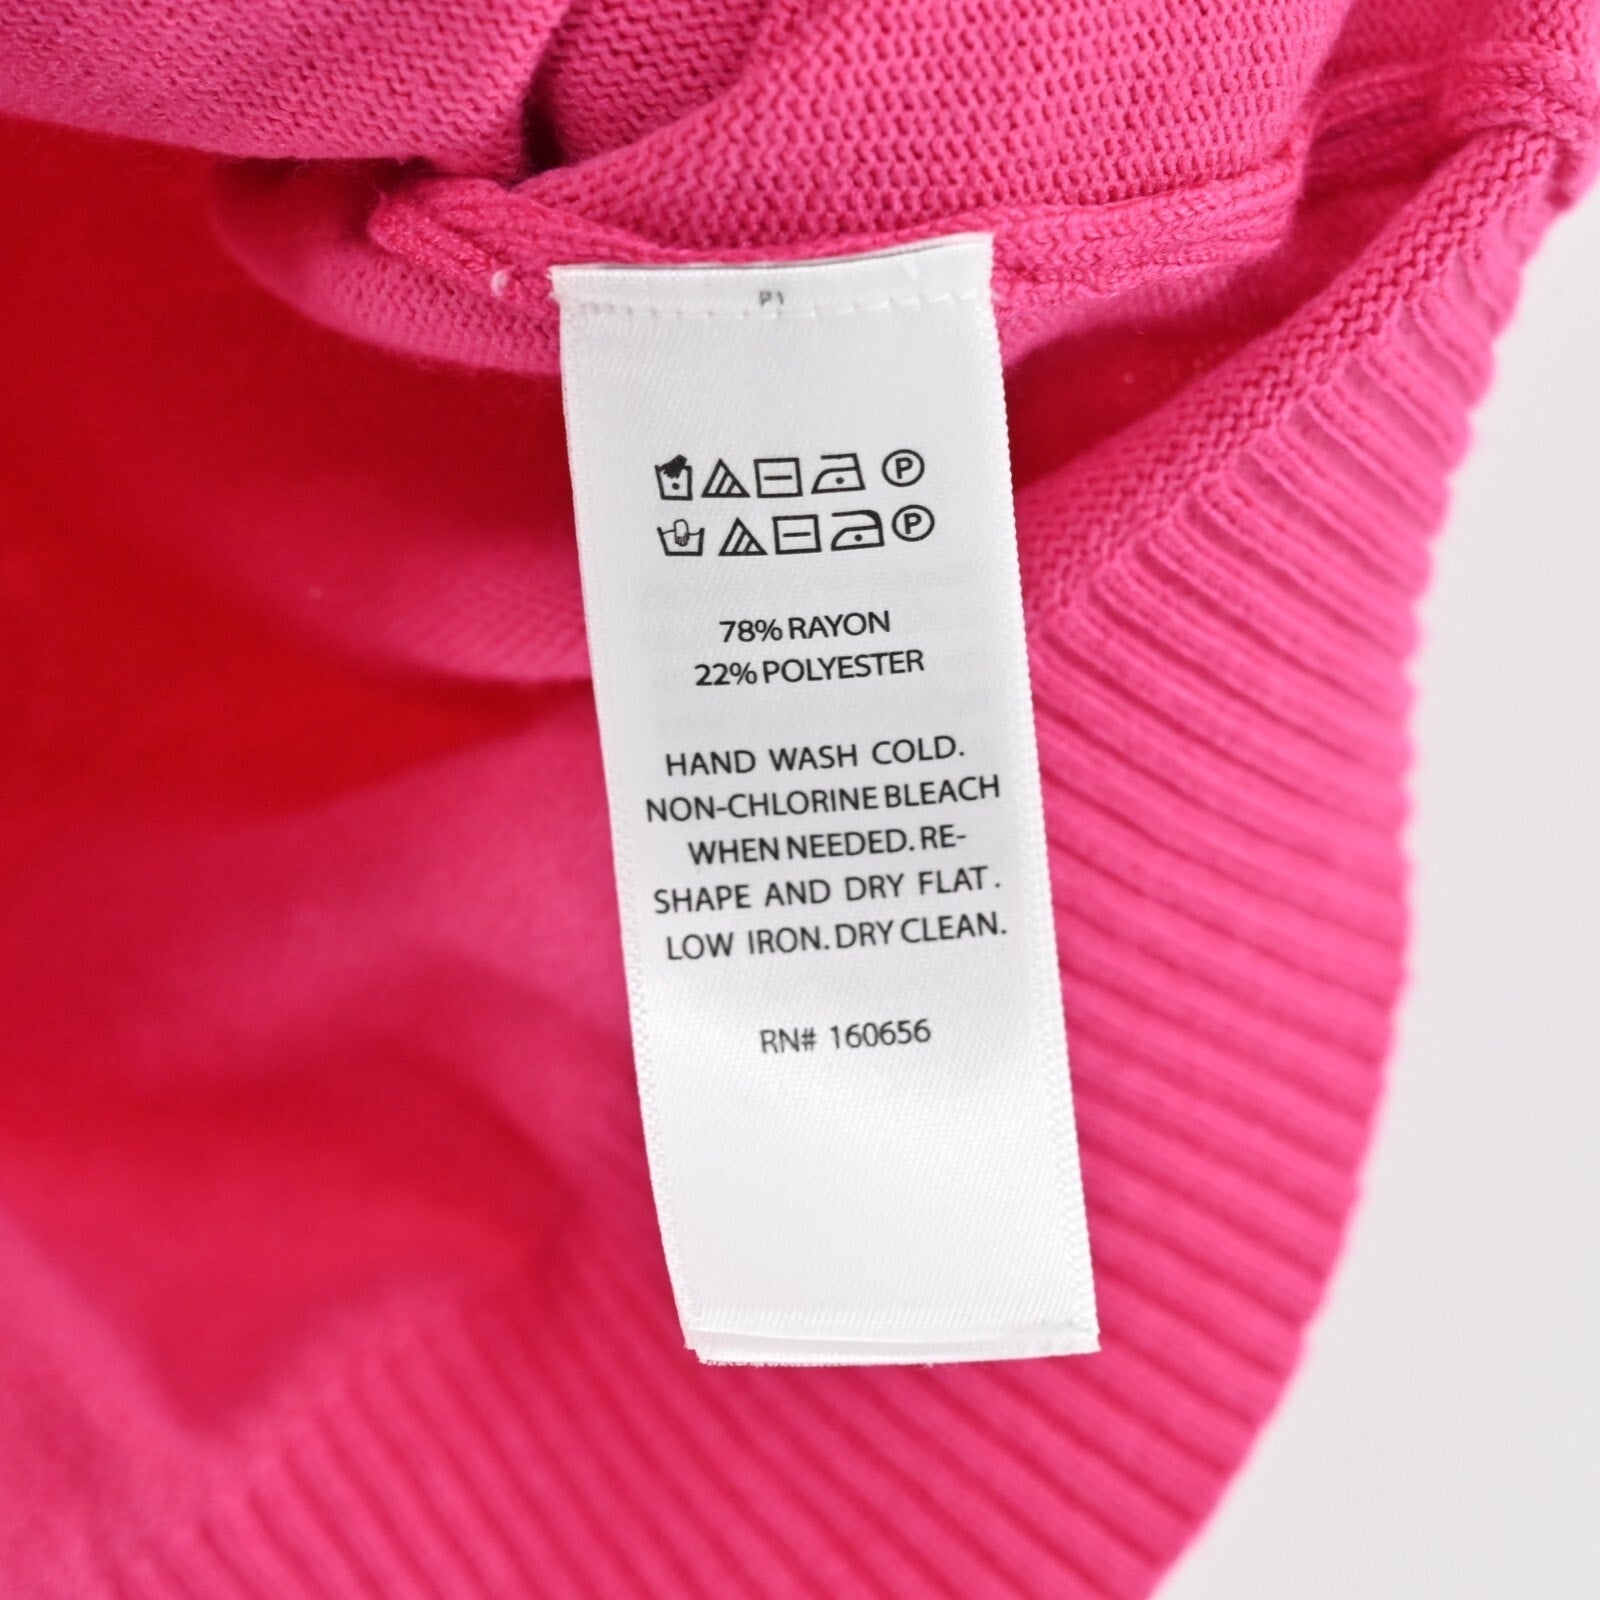 P
P
78% RAYON
22% POLYESTER
HAND WASH COLD.
NON-CHLORINE BLEACH
WHEN NEEDED. RE-
SHAPE AND DRY FLAT.
LOW IRON. DRY CLEAN.
RN# 160656